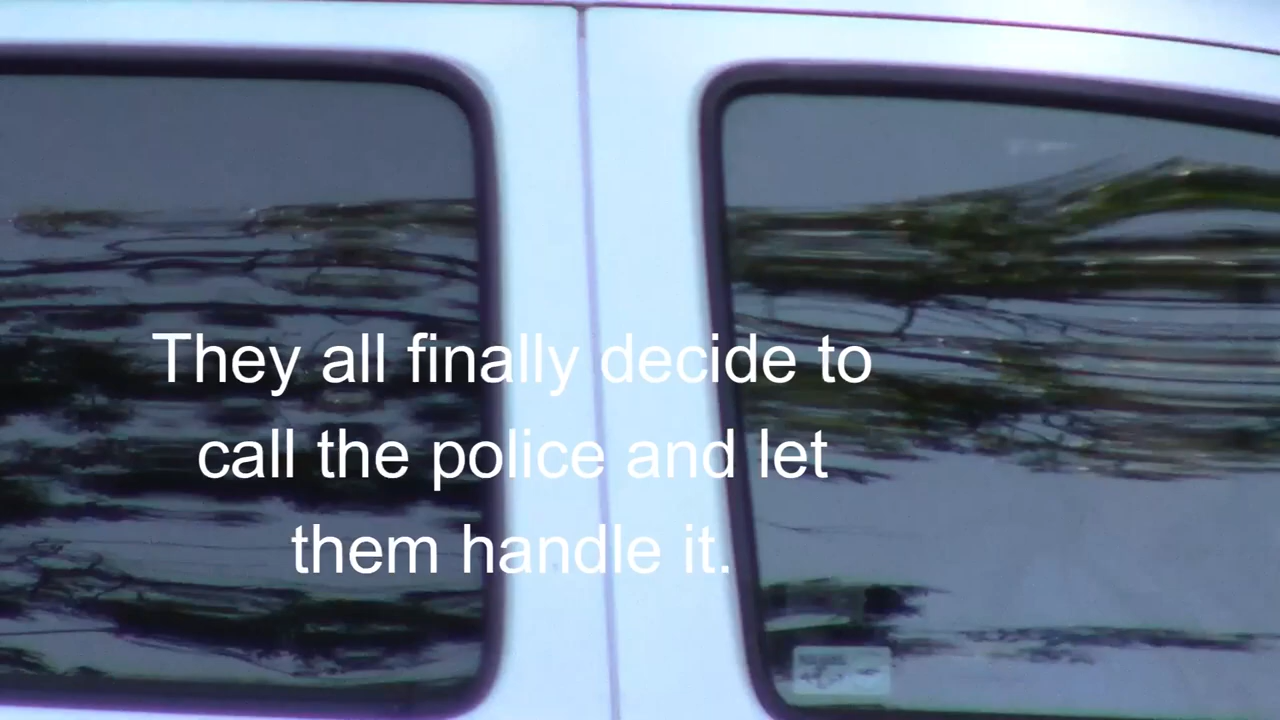 They all finally decide to
call the police and let
them handle it.